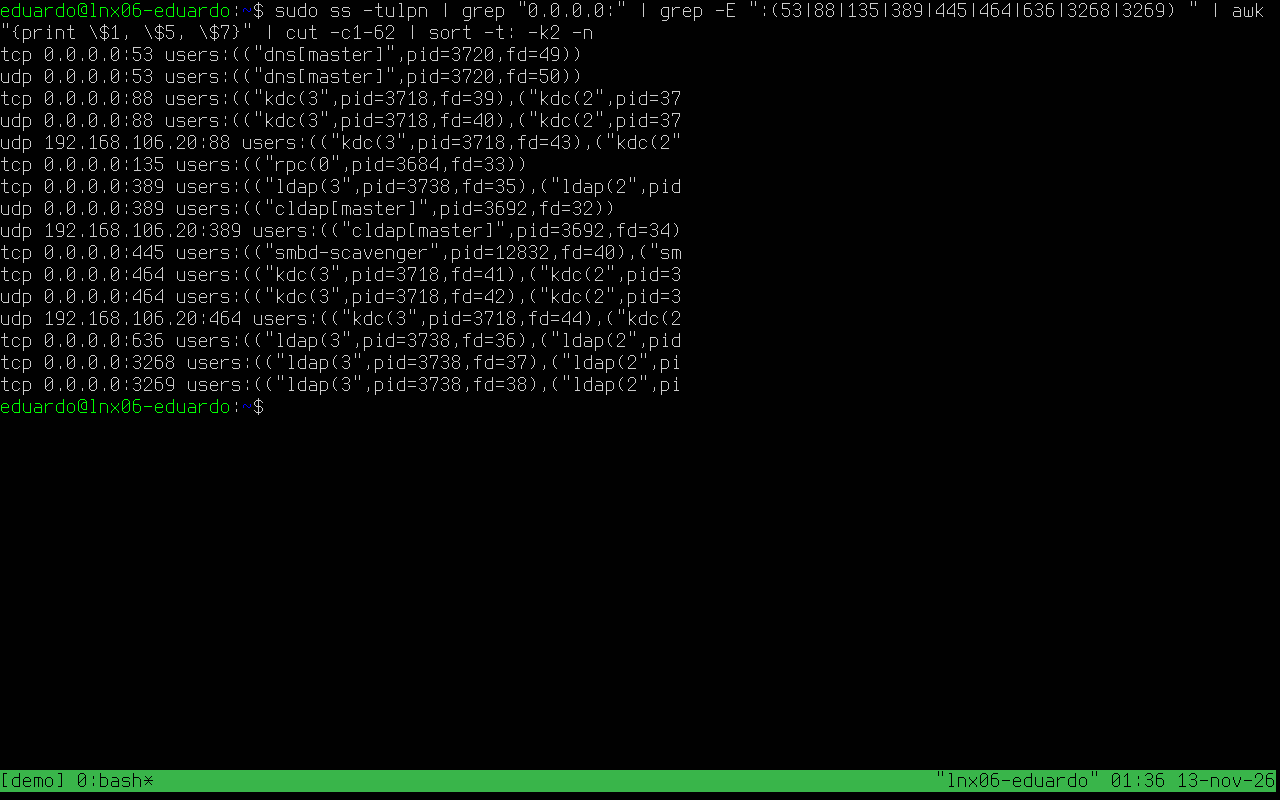 eduardo@lnx06-eduardo:~$ sudo ss -tulpn | grep "0.0.0.0:" | grep -E ":(53|88|135|389|445|464|636|3268|3269) " | awk
"{print \$1, \$5, \$7}" | cut -c1-62 | sort -t: -k2 -n
tcp 0.0.0.0:53 users:(("dns[master]",pid=3720,fd=49))
udp 0.0.0.0:53 users:(("dns[master]",pid=3720,fd=50))
tcp 0.0.0.0:88 users:(("kdc(3",pid=3718,fd=39),("kdc(2",pid=37
udp 0.0.0.0:88 users:(("kdc(3",pid=3718,fd=40),("kdc(2",pid=37
udp 192.168.106.20:88 users:(("kdc(3",pid=3718,fd=43),("kdc(2"
tcp 0.0.0.0:135 users:(("rpc(0",pid=3684,fd=33))
tcp 0.0.0.0:389 users:(("ldap(3",pid=3738,fd=35),("ldap(2",pid
udp 0.0.0.0:389 users:(("cldap[master]",pid=3692,fd=32))
udp 192.168.106.20:389 users:(("cldap[master]",pid=3692,fd=34)
tcp 0.0.0.0:445 users:(("smbd-scavenger",pid=12832,fd=40),("sm
tcp 0.0.0.0:464 users:(("kdc(3",pid=3718,fd=41),("kdc(2",pid=3
udp 0.0.0.0:464 users:(("kdc(3",pid=3718,fd=42),("kdc(2",pid=3
udp 192.168.106.20:464 users:(("kdc(3",pid=3718,fd=44),("kdc(2
tcp 0.0.0.0:636 users:(("ldap(3",pid=3738,fd=36),("ldap(2",pid
tcp 0.0.0.0:3268 users:(("ldap(3",pid=3738,fd=37),("ldap(2",pi
tcp 0.0.0.0:3269 users:(("ldap(3",pid=3738,fd=38),("ldap(2",pi
eduardo@lnx06-eduardo:~$
[demo] 0:bash* "lnx06-eduardo" 01:36 13-nov-26